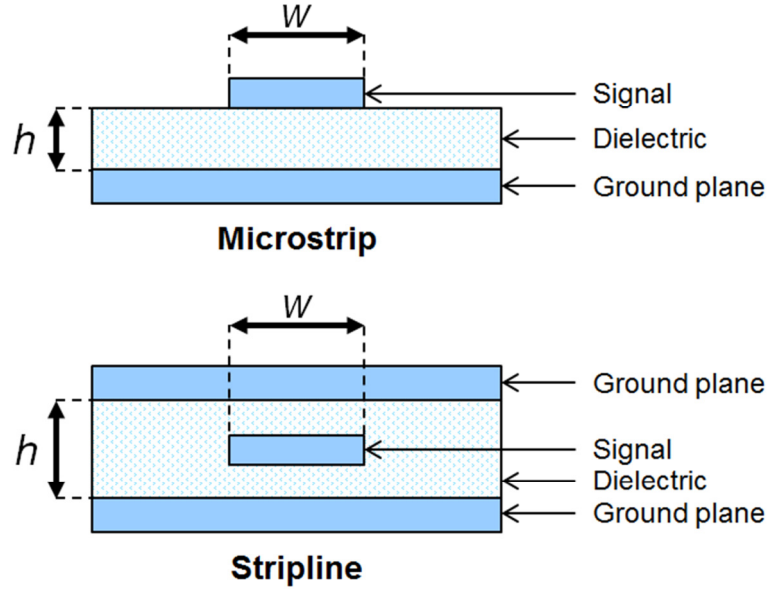 W
Signal
h
Dielectric
Ground plane
Microstrip
W
Ground plane
h
Signal
Dielectric
Ground plane
Stripline